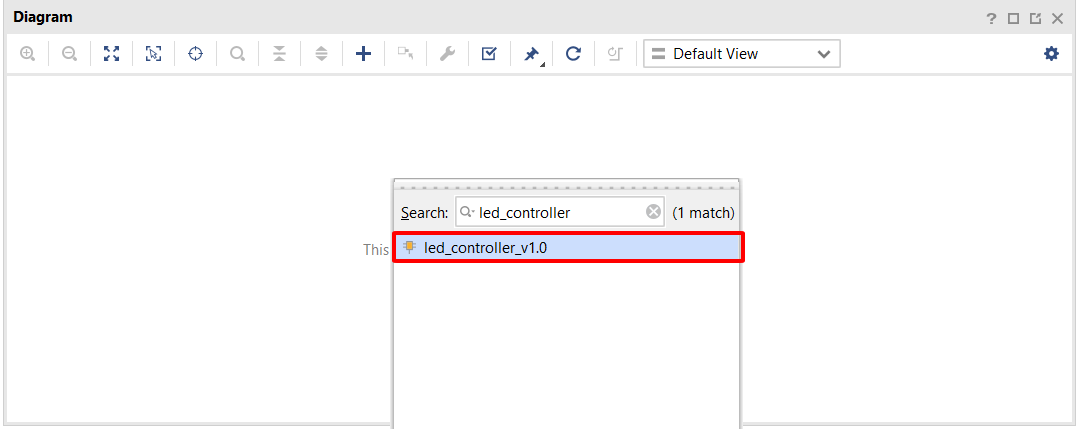 Diagram
?
Default View
Search: led_controller (1 match)
This
led_controller_v1.0